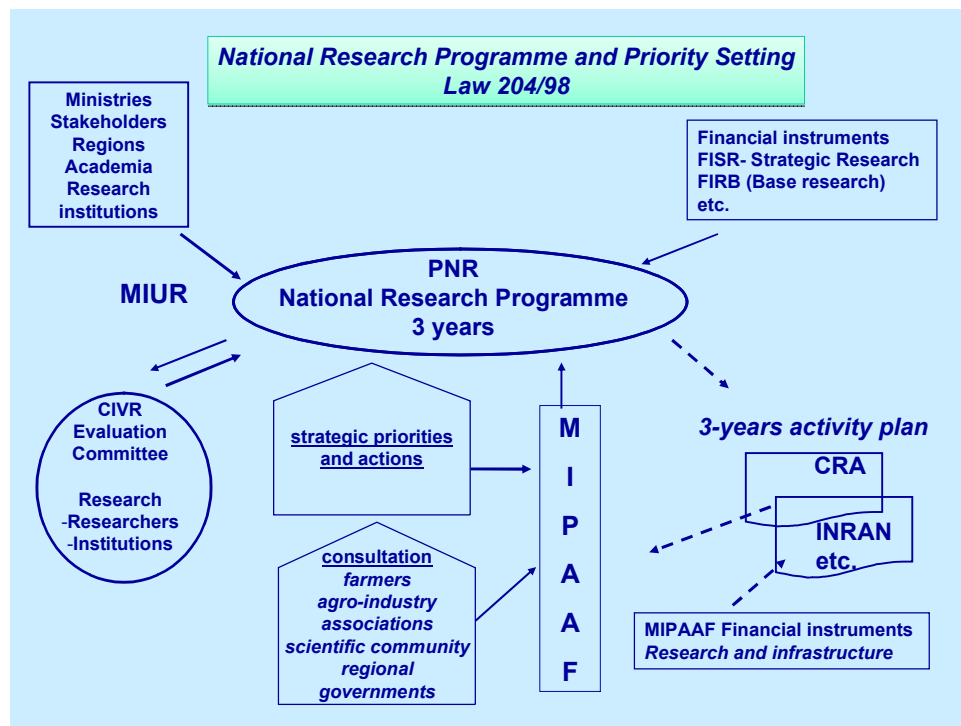 National Research Programme and Priority Setting
Law 204/98
Ministries
Stakeholders
Regions
Academia
Research
institutions
Financial instruments
FISR- Strategic Research
FIRB (Base research)
etc.
MIUR
PNR
National Research Programme
3 years
CIVR
Evaluation
Committee
Research
-Researchers
-Institutions
strategic priorities
and actions
consultation
farmers
agro-industry
associations
scientific community
regional
governments
M
I
P
A
A
F
3-years activity plan
CRA
INRAN
etc.
MIPAAF Financial instruments
Research and infrastructure